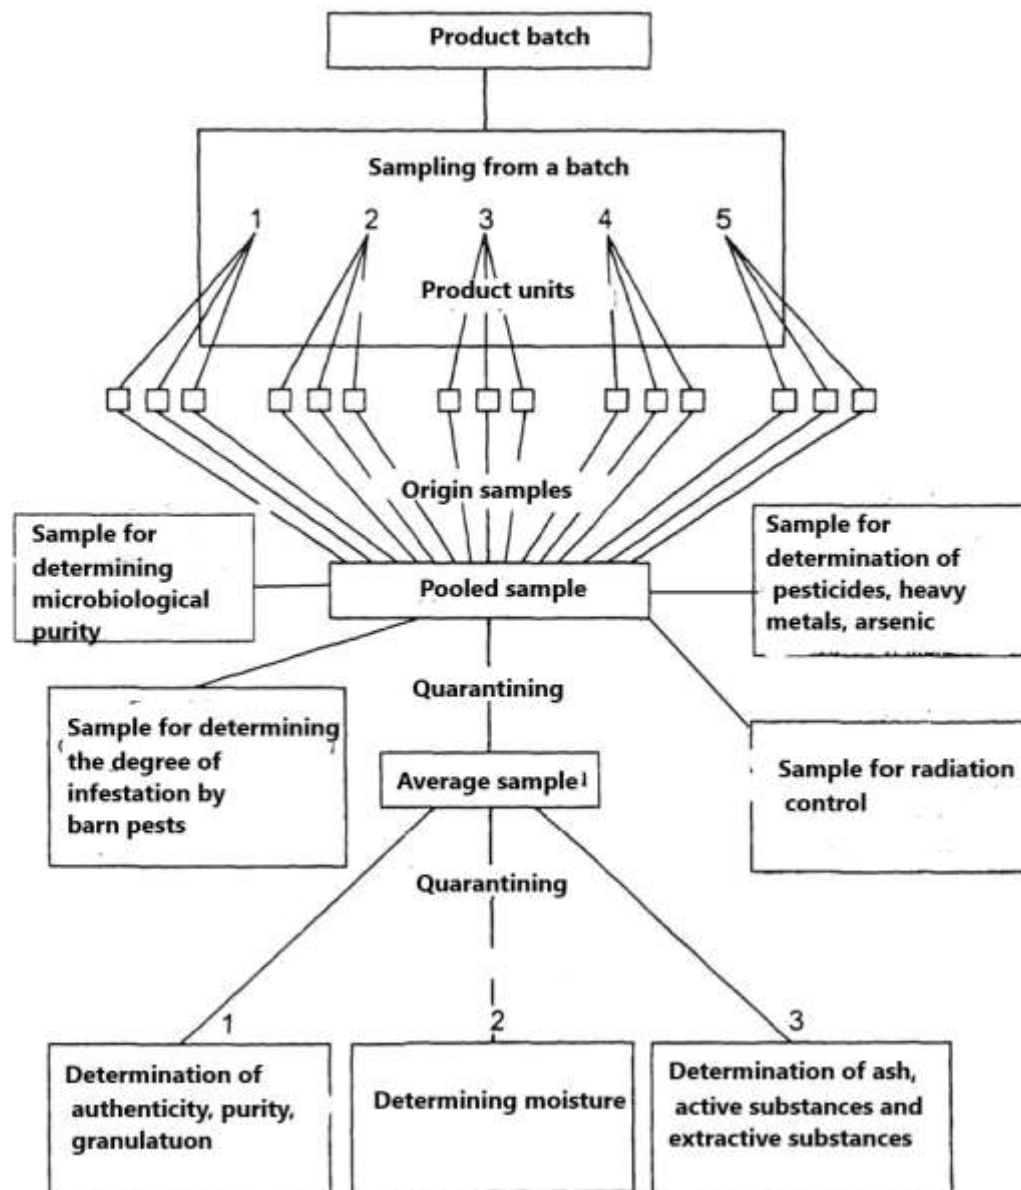 Product batch
Sampling from a batch
1 2 3 4 5
Product units
Origin samples
Sample for
determining
microbiological
purity
Pooled sample
Sample for
determination of
pesticides, heavy
metals, arsenic
Quarantining
Sample for determining
the degree of
infestation by
barn pests
Average sample
Sample for radiation
control
Quarantining
1 2 3
Determination of
authenticity, purity,
granulatuon
Determining moisture
Determination of ash,
active substances and
extractive substances